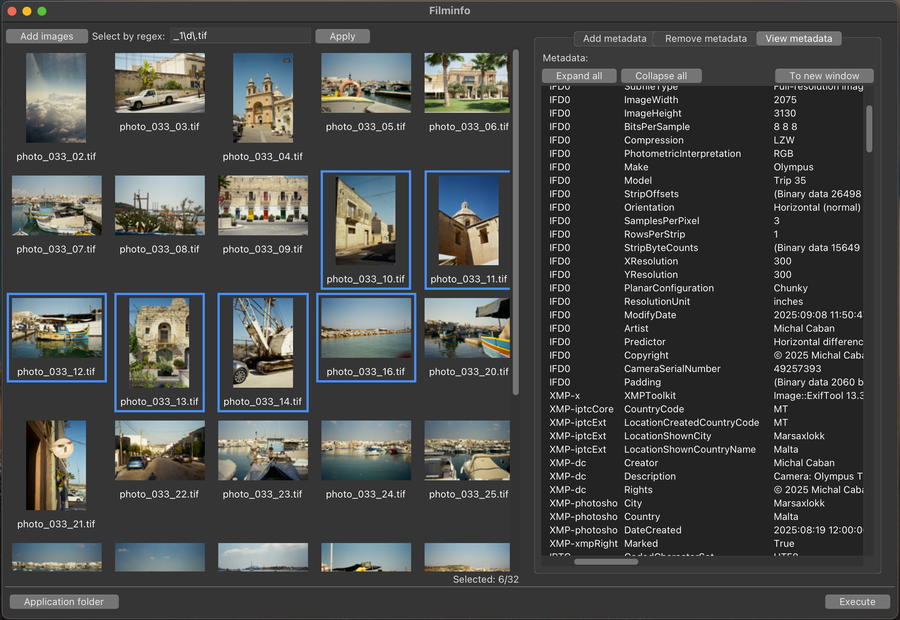 Filminfo
Add images Select by regex: _1\d\.tif Apply
photo_033_02.tif photo_033_03.tif photo_033_04.tif photo_033_05.tif photo_033_06.tif
photo_033_07.tif photo_033_08.tif photo_033_09.tif photo_033_10.tif photo_033_11.tif
photo_033_12.tif photo_033_13.tif photo_033_14.tif photo_033_16.tif photo_033_20.tif
photo_033_21.tif photo_033_22.tif photo_033_23.tif photo_033_24.tif photo_033_25.tif
Selected: 6/32
Add metadata Remove metadata View metadata
Metadata:
Expand all Collapse all To new window
IFD0 SubfileType Full-resolution imag
IFD0 ImageWidth 2075
IFD0 ImageHeight 3130
IFD0 BitsPerSample 8 8 8
IFD0 Compression LZW
IFD0 PhotometricInterpretation RGB
IFD0 Make Olympus
IFD0 Model Trip 35
IFD0 StripOffsets (Binary data 26498
IFD0 Orientation Horizontal (normal)
IFD0 SamplesPerPixel 3
IFD0 RowsPerStrip 1
IFD0 StripByteCounts (Binary data 15649
IFD0 XResolution 300
IFD0 YResolution 300
IFD0 PlanarConfiguration Chunky
IFD0 ResolutionUnit inches
IFD0 ModifyDate 2025:09:08 11:50:4
IFD0 Artist Michal Caban
IFD0 Predictor Horizontal differenc
IFD0 Copyright © 2025 Michal Caba
IFD0 CameraSerialNumber 49257393
IFD0 Padding (Binary data 2060 b
XMP-x XMPToolkit Image::ExifTool 13.3
XMP-iptcCore CountryCode MT
XMP-iptcExt LocationCreatedCountryCode MT
XMP-iptcExt LocationShownCity Marsaxlokk
XMP-iptcExt LocationShownCountryName Malta
XMP-dc Creator Michal Caban
XMP-dc Description Camera: Olympus T
XMP-dc Rights © 2025 Michal Caba
XMP-photosho City Marsaxlokk
XMP-photosho Country Malta
XMP-photosho DateCreated 2025:08:19 12:00:0
XMP-xmpRight Marked True
IPTC CodedCharacterSet UTF8
Application folder Execute